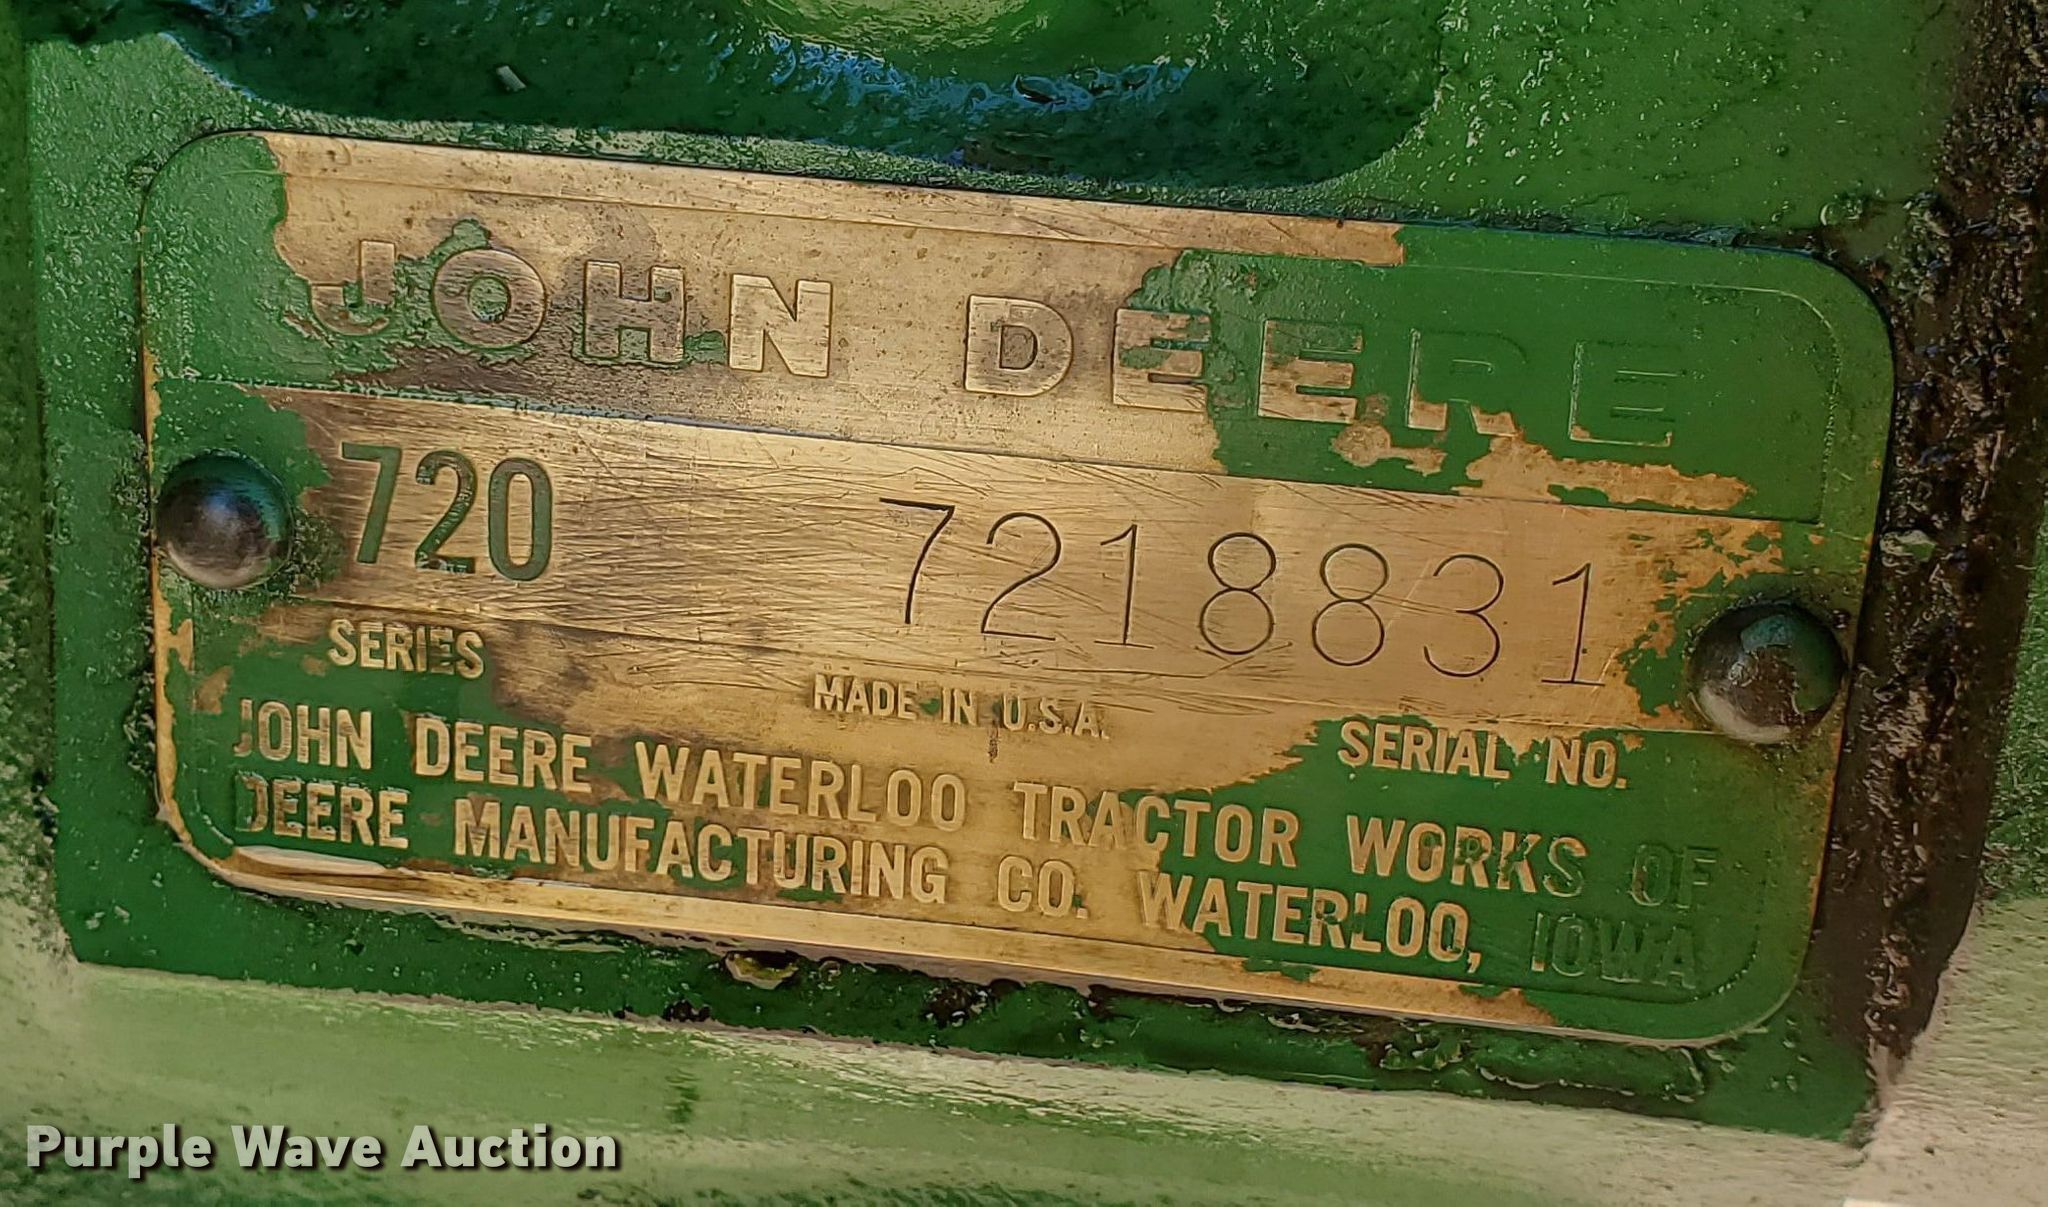 JOHN DEERE
720 7218831
SERIES MADE IN U.S.A. SERIAL NO.
JOHN DEERE WATERLOO TRACTOR WORKS OF
DEERE MANUFACTURING CO. WATERLOO, IOWA
Purple Wave Auction